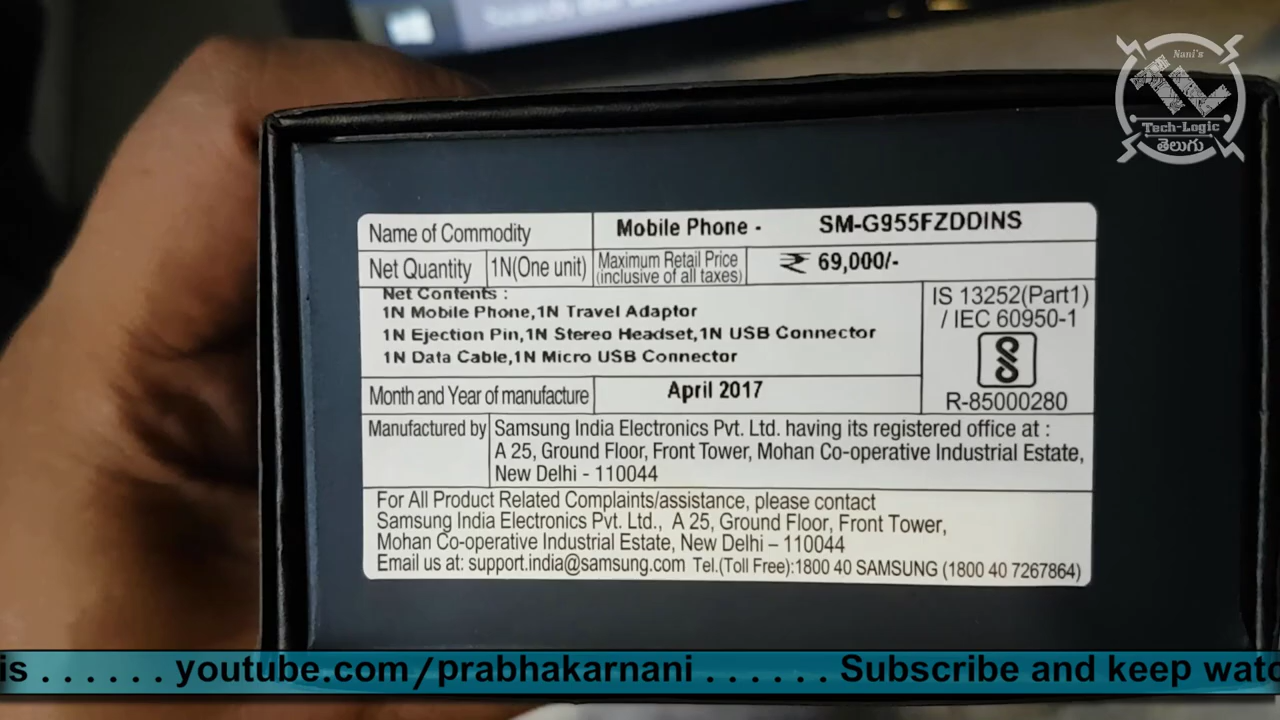 Nani's
Tech-Logic
తెలుగు
Name of Commodity
Mobile Phone - SM-G955FZDDINS
Net Quantity
1N(One unit)
Maximum Retail Price
(inclusive of all taxes)
₹ 69,000/-
Net Contents :
1N Mobile Phone,1N Travel Adaptor
1N Ejection Pin,1N Stereo Headset,1N USB Connector
1N Data Cable,1N Micro USB Connector
IS 13252(Part1)
/ IEC 60950-1
R-85000280
Month and Year of manufacture
April 2017
Manufactured by
Samsung India Electronics Pvt. Ltd. having its registered office at :
A 25, Ground Floor, Front Tower, Mohan Co-operative Industrial Estate,
New Delhi - 110044
For All Product Related Complaints/assistance, please contact
Samsung India Electronics Pvt. Ltd., A 25, Ground Floor, Front Tower,
Mohan Co-operative Industrial Estate, New Delhi – 110044
Email us at: support.india@samsung.com Tel.(Toll Free):1800 40 SAMSUNG (1800 40 7267864)
is . . . . . . youtube.com/prabhakarnani . . . . . . Subscribe and keep watc